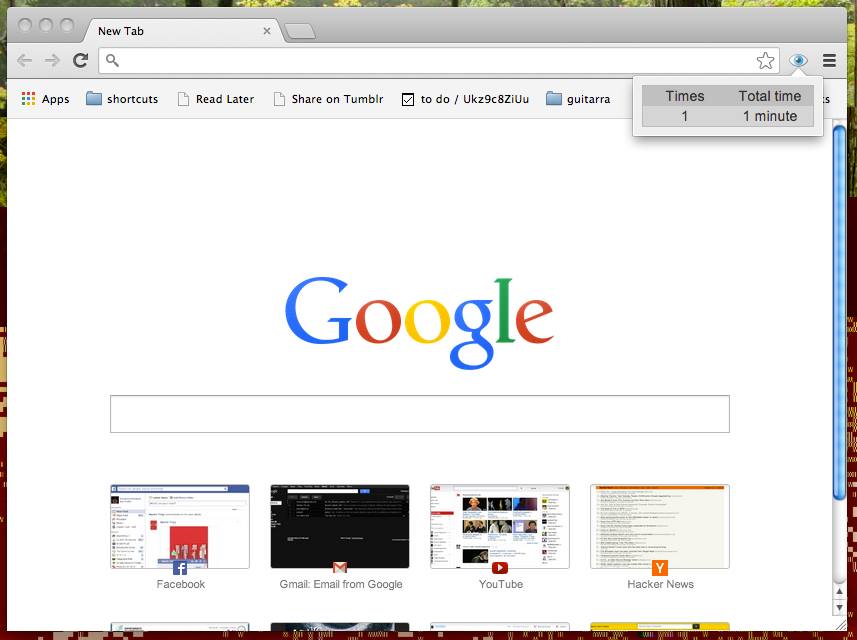 New Tab
Apps shortcuts Read Later Share on Tumblr to do / Ukz9c8ZiUu guitarra ks
Times Total time
1 1 minute
Google
Facebook Gmail: Email from Google YouTube Hacker News